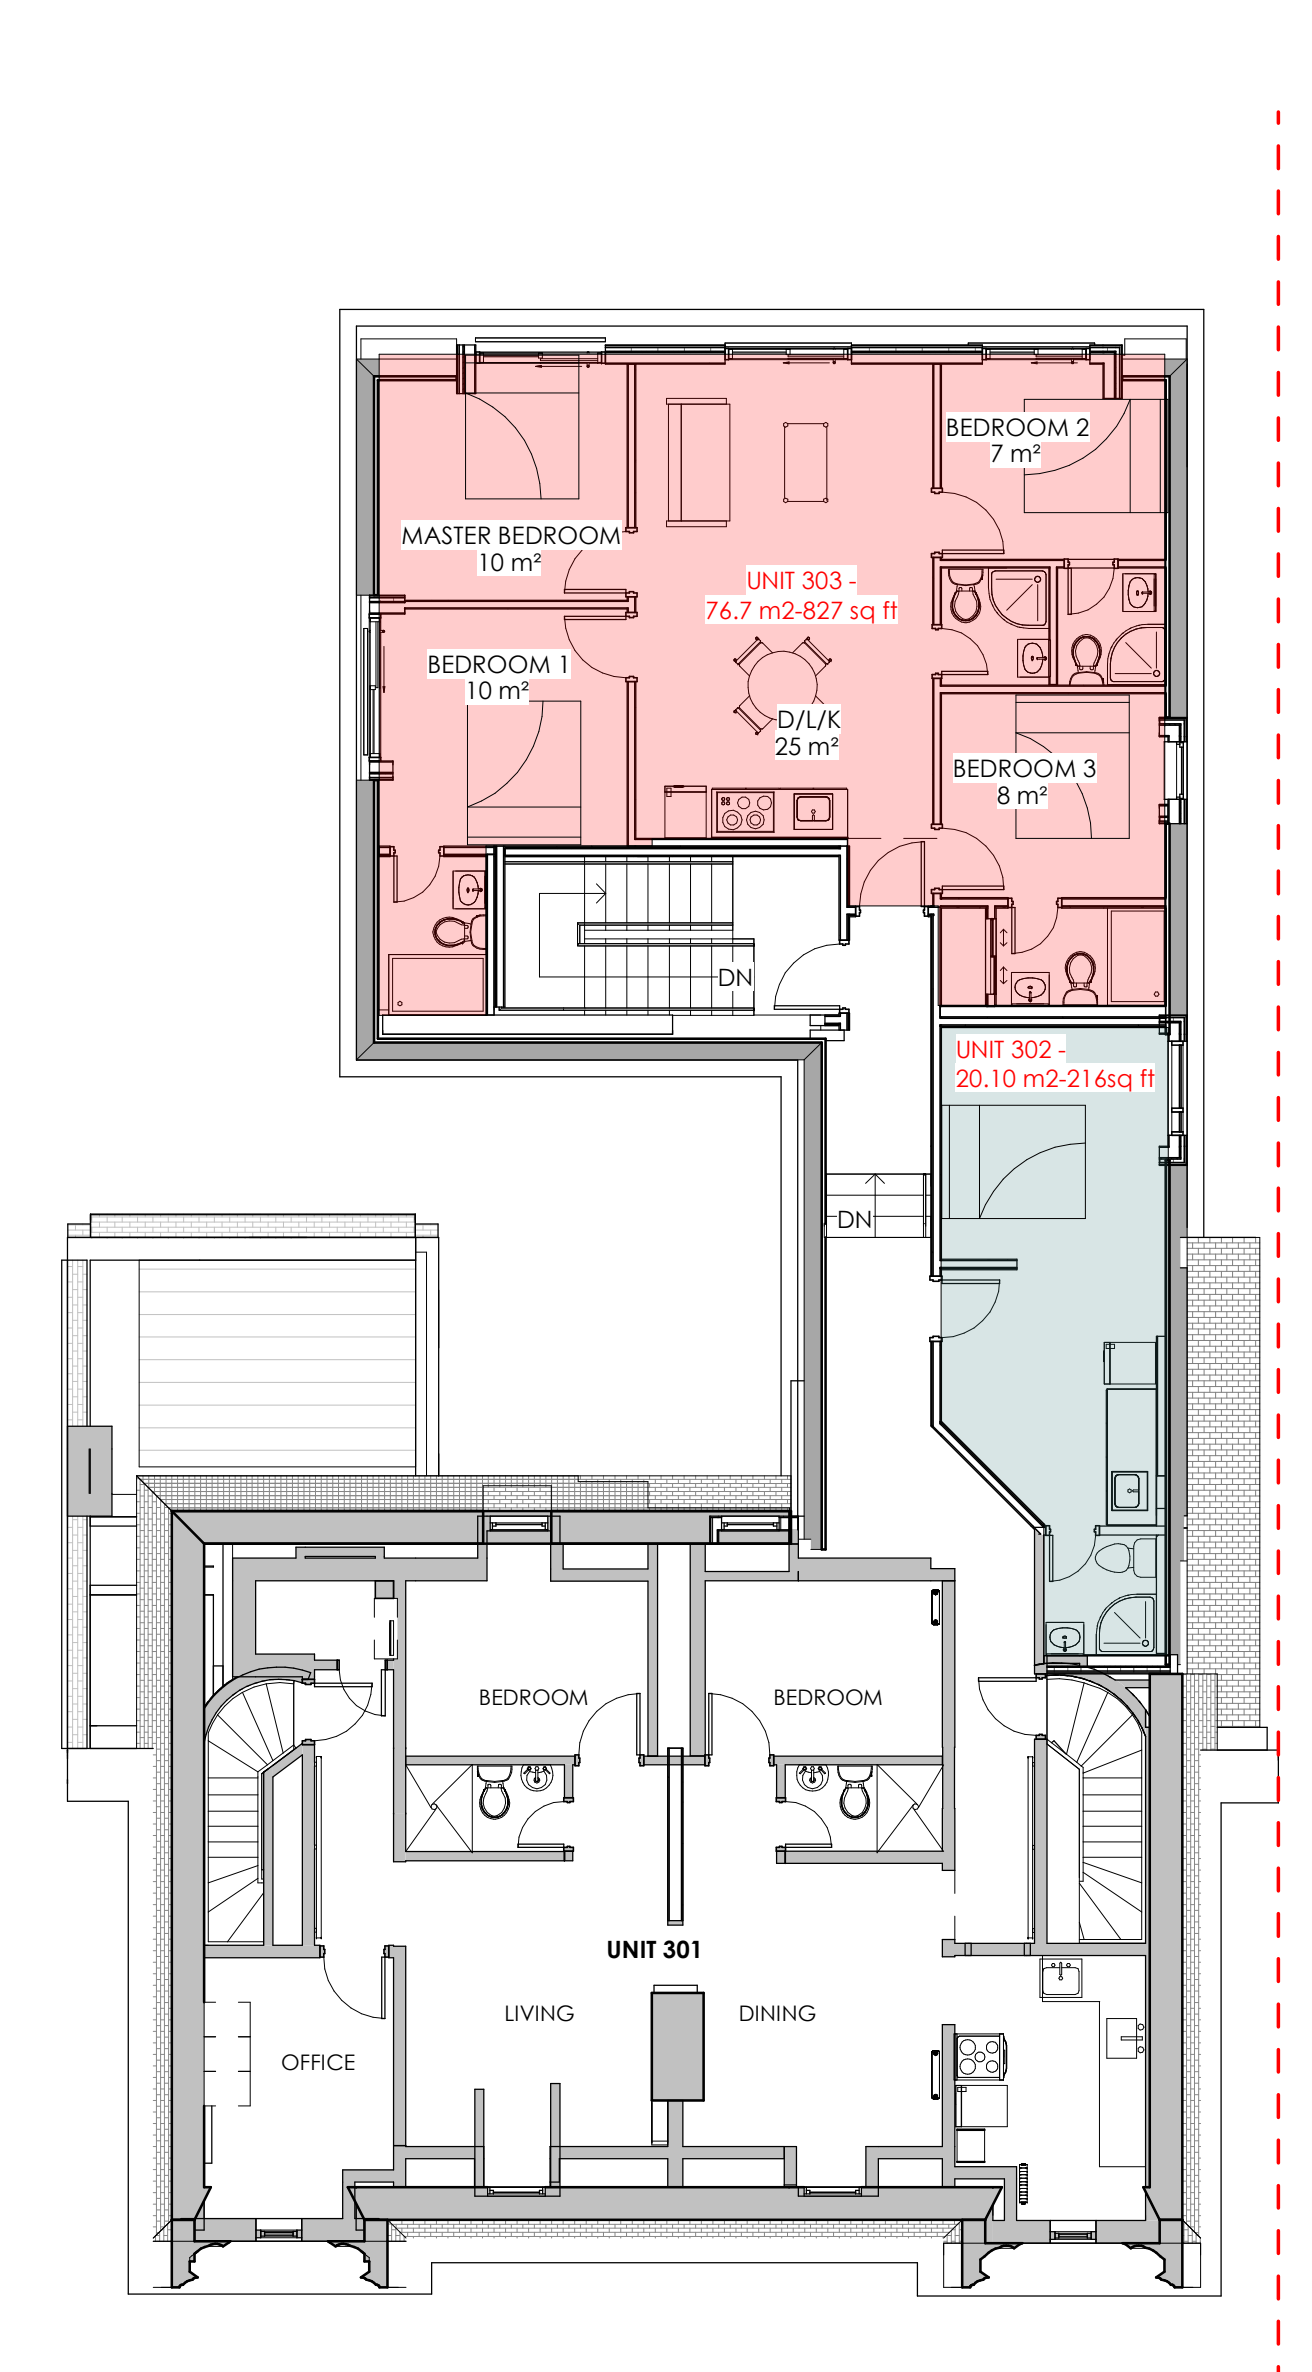 BEDROOM 2
7 m²
MASTER BEDROOM
10 m²
UNIT 303 -
76.7 m2-827 sq ft
BEDROOM 1
10 m²
D/L/K
25 m²
BEDROOM 3
8 m²
DN
UNIT 302 -
20.10 m2-216sq ft
DN
BEDROOM
BEDROOM
UNIT 301
LIVING
DINING
OFFICE